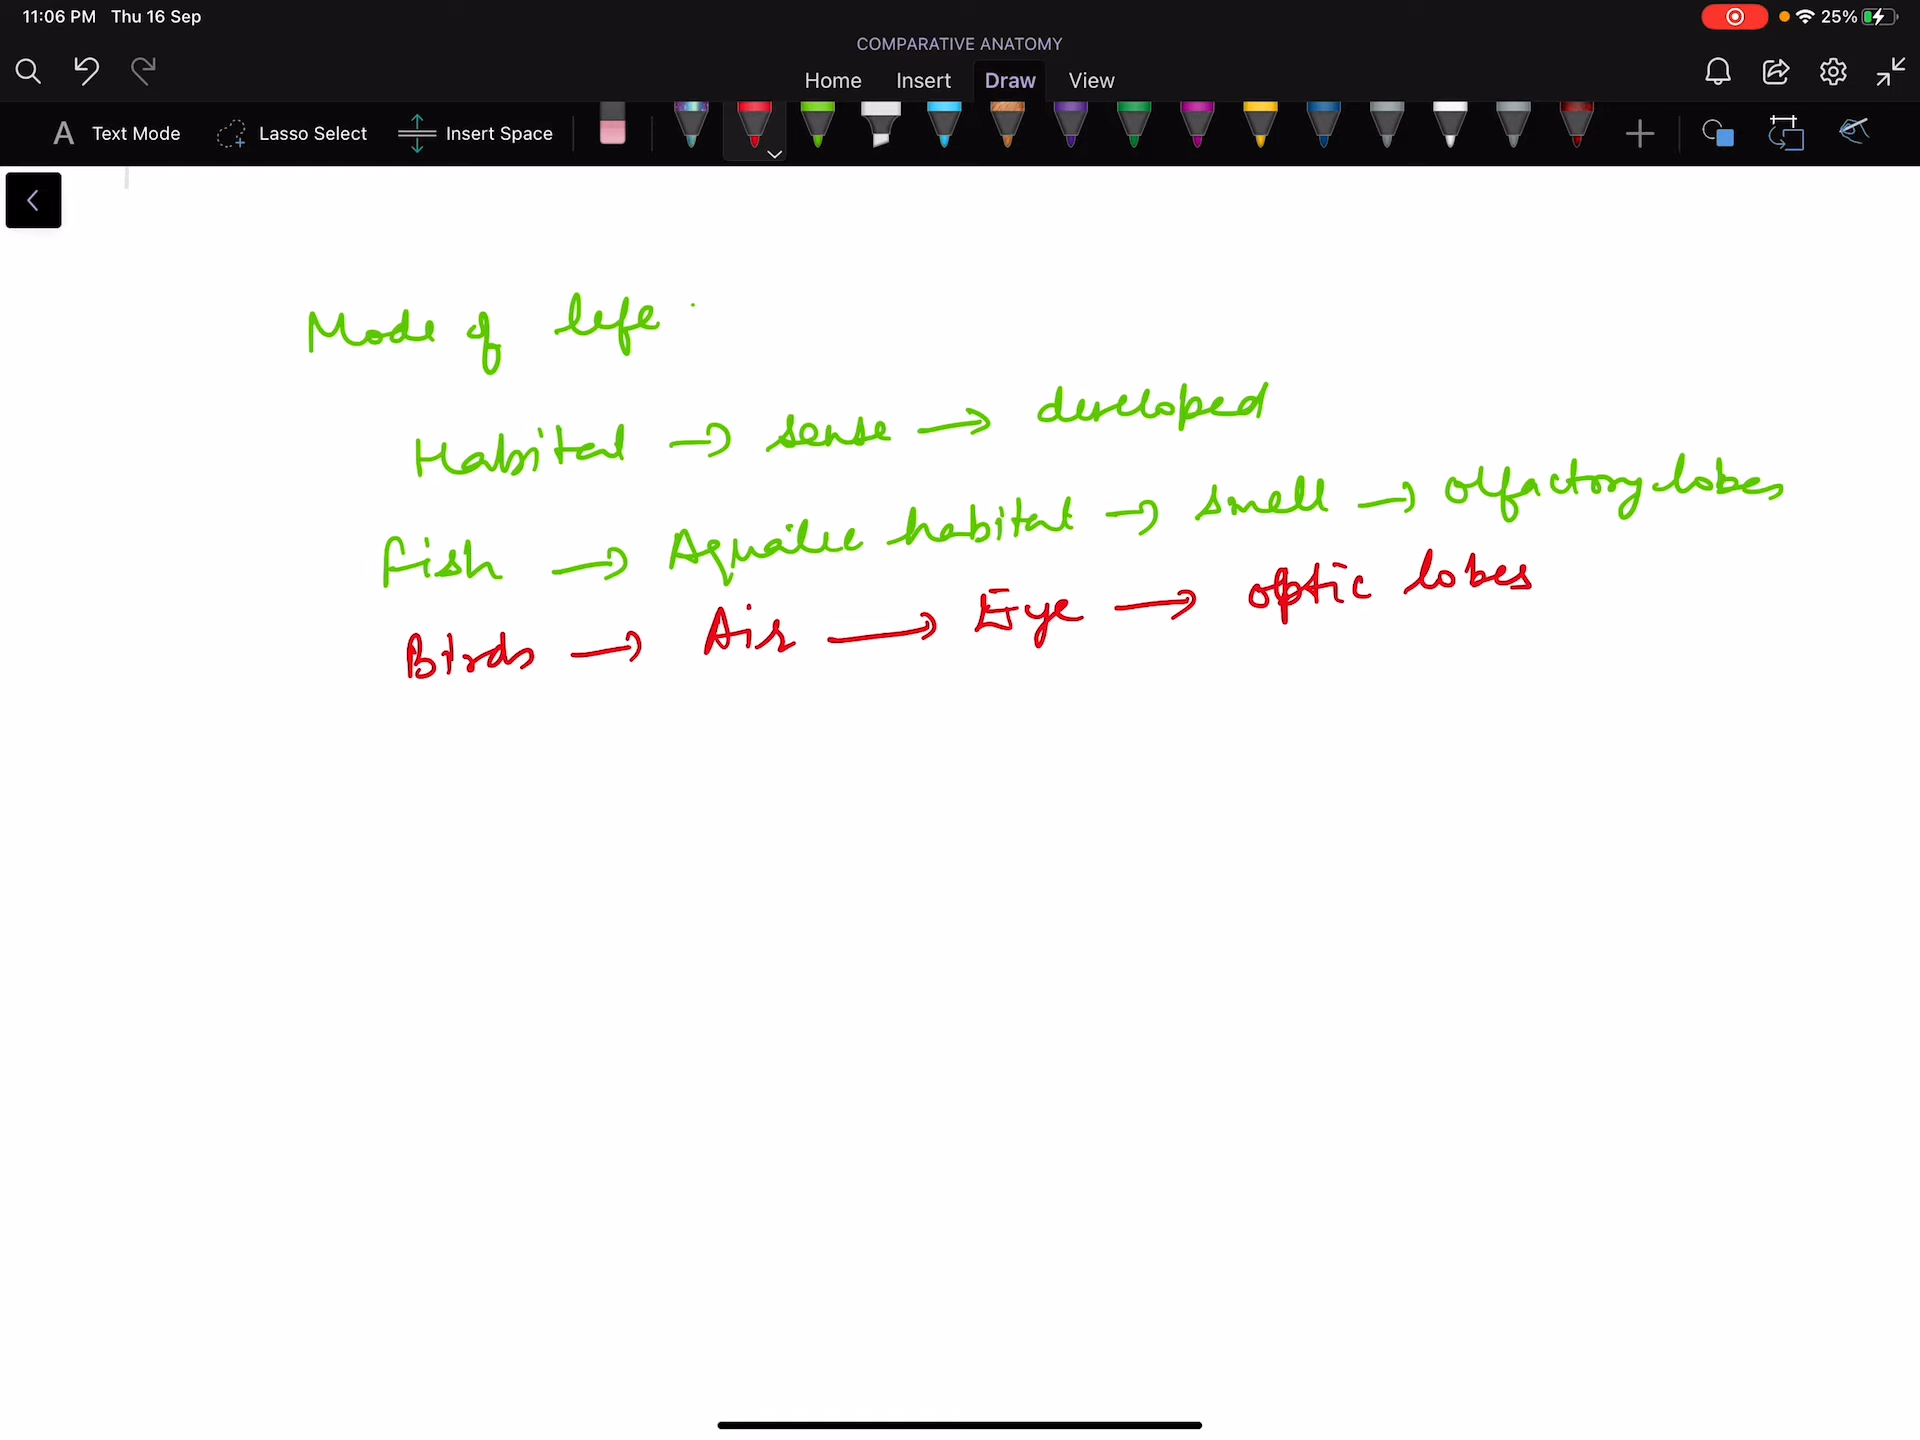 11:06 PM Thu 16 Sep
25%
COMPARATIVE ANATOMY
Home Insert Draw View
A Text Mode Lasso Select Insert Space
Mode of life
Habitat → sense → developed
Fish → Aquatic habitat → smell → olfactory lobes
Birds → Air → Eye → optic lobes